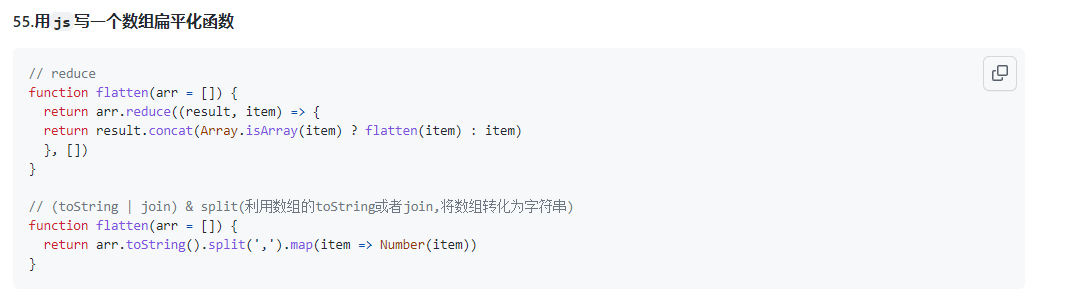 55.用js写一个数组扁平化函数
// reduce
function flatten(arr = []) {
  return arr.reduce((result, item) => {
  return result.concat(Array.isArray(item) ? flatten(item) : item)
  }, [])
}
// (toString | join) & split(利用数组的toString或者join,将数组转化为字符串)
function flatten(arr = []) {
  return arr.toString().split(',').map(item => Number(item))
}